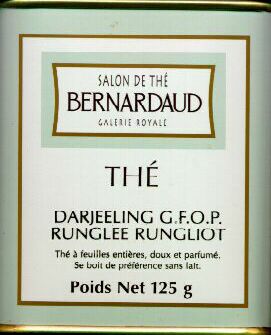 SALON DE THÉ
BERNARDAUD
GALERIE ROYALE
THÉ
DARJEELING G.F.O.P.
RUNGLEE RUNGLIOT
Thé à feuilles entières, doux et parfumé.
Se boit de préférence sans lait.
Poids Net 125 g